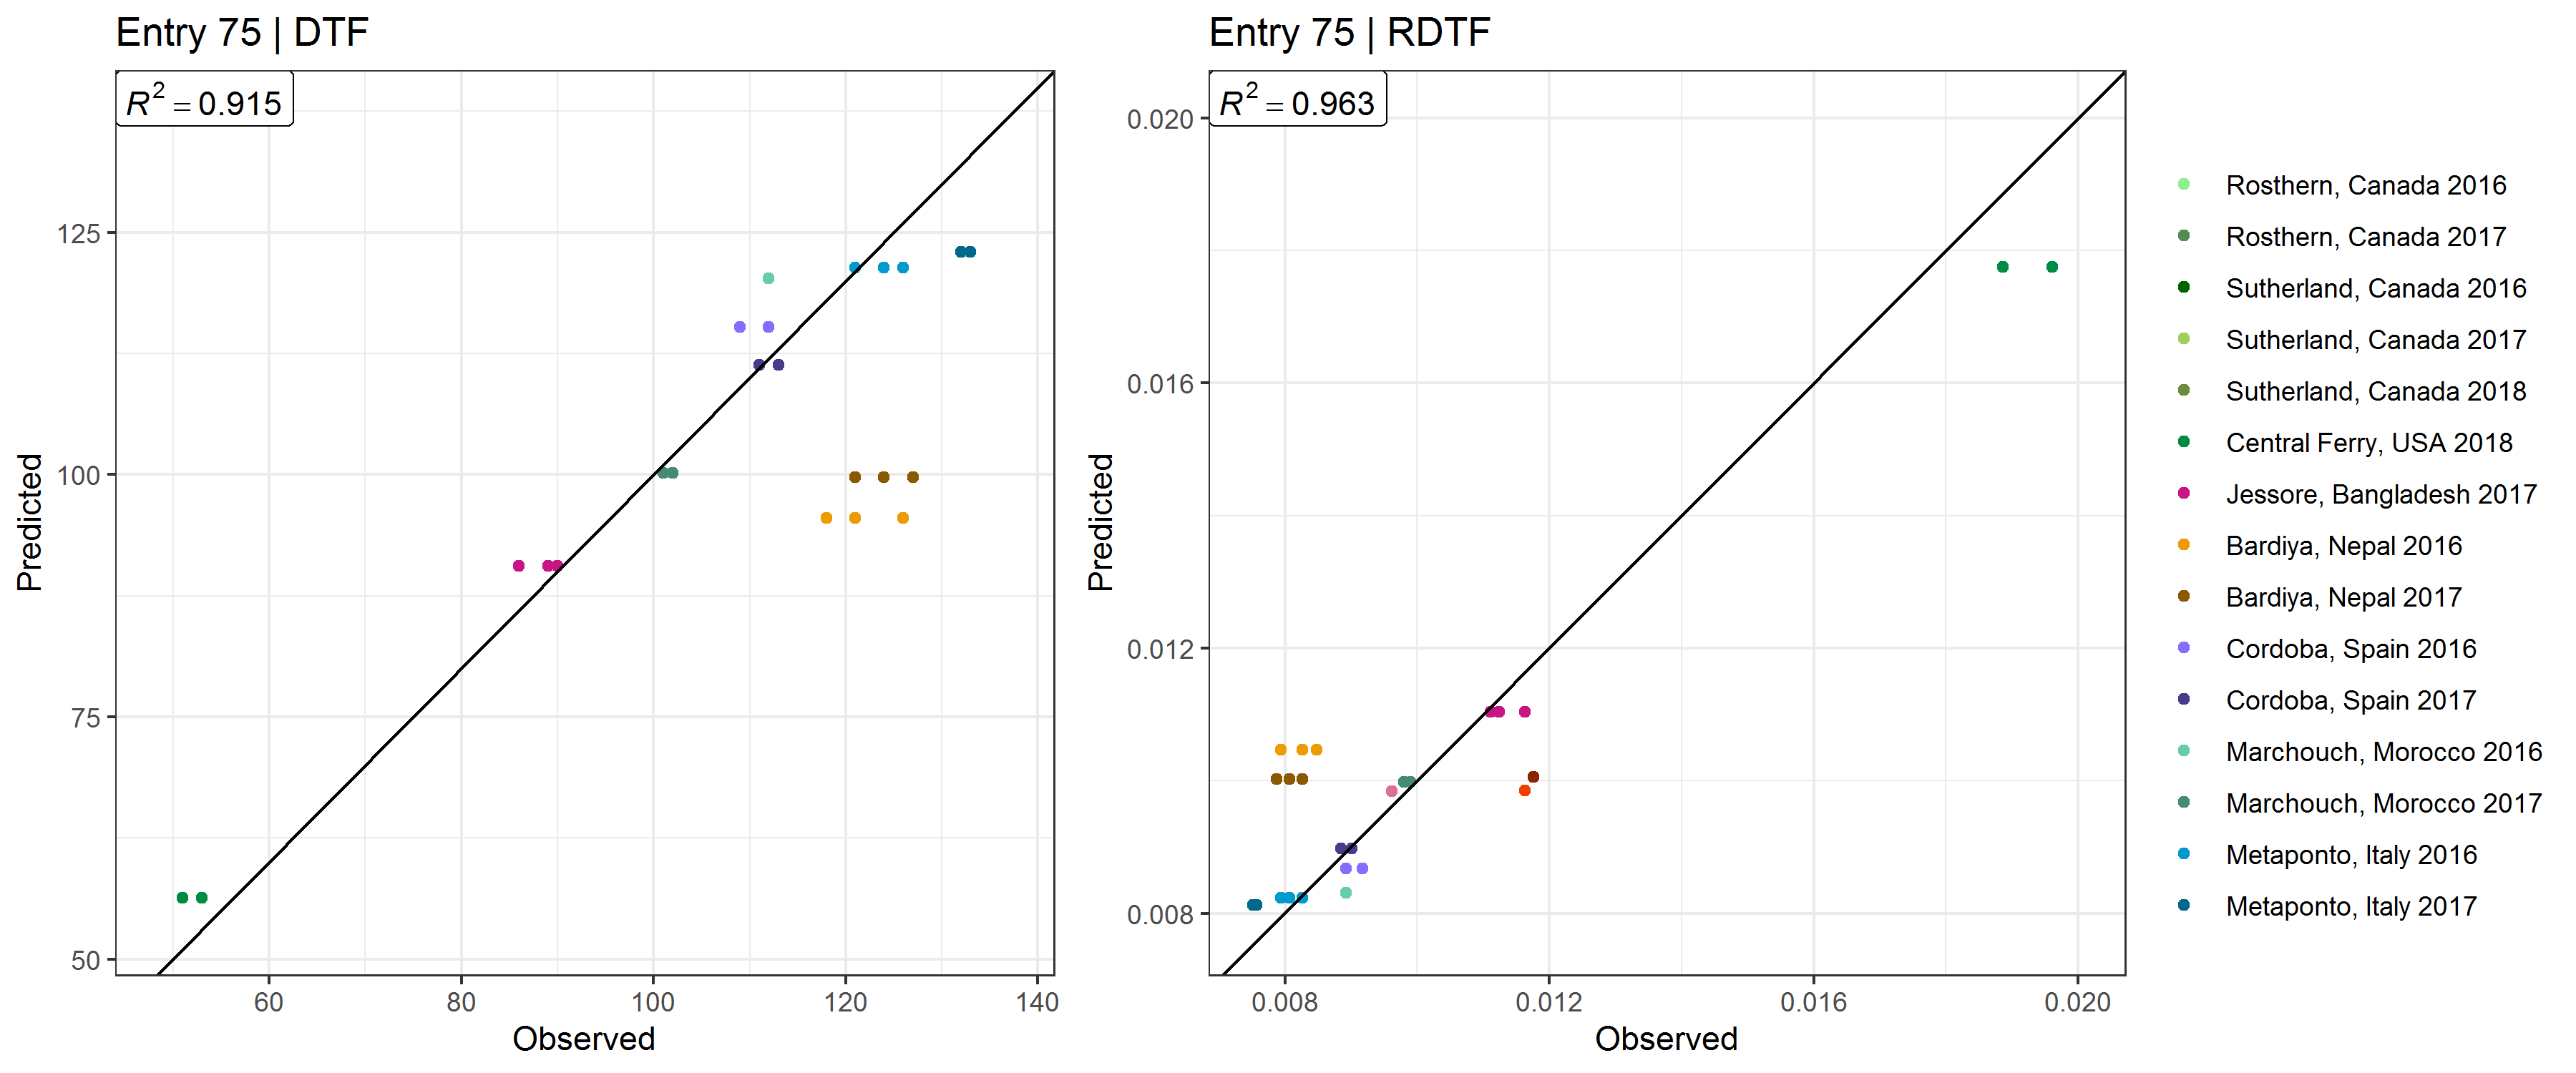 Entry 75 | DTF
R² = 0.915
125
100
75
50
60 80 100 120 140
Observed
Predicted
Entry 75 | RDTF
R² = 0.963
0.020
0.016
0.012
0.008
0.008 0.012 0.016 0.020
Observed
Predicted
Rosthern, Canada 2016
Rosthern, Canada 2017
Sutherland, Canada 2016
Sutherland, Canada 2017
Sutherland, Canada 2018
Central Ferry, USA 2018
Jessore, Bangladesh 2017
Bardiya, Nepal 2016
Bardiya, Nepal 2017
Cordoba, Spain 2016
Cordoba, Spain 2017
Marchouch, Morocco 2016
Marchouch, Morocco 2017
Metaponto, Italy 2016
Metaponto, Italy 2017